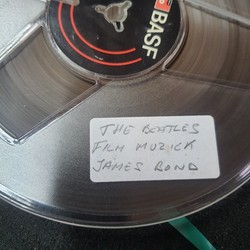 BASF
THE BEATLES
FILM MUZIEK
JAMES BOND